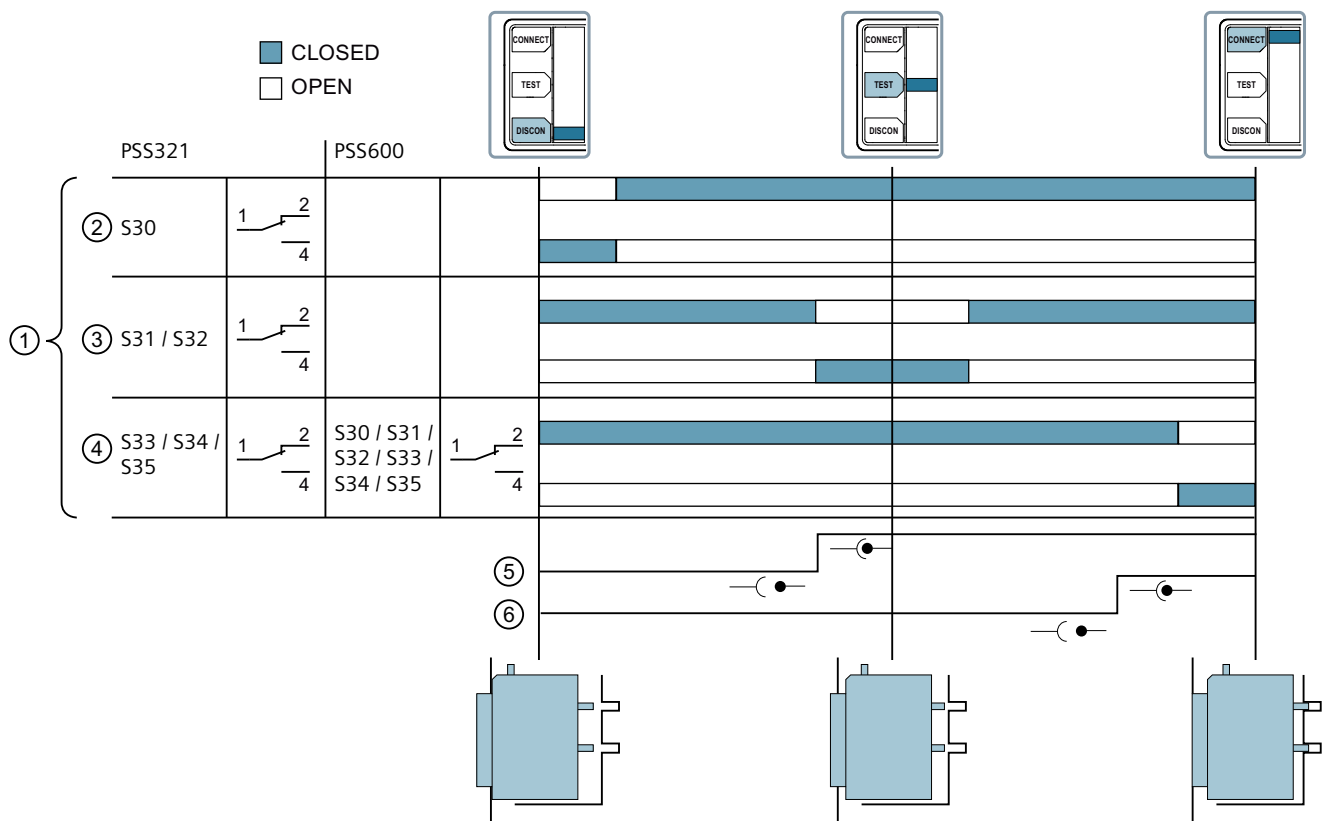 CLOSED
OPEN
CONNECT
TEST
DISCON
CONNECT
TEST
DISCON
CONNECT
TEST
DISCON
PSS321
PSS600
1
2
S30
1
2
4
3
S31 / S32
1
2
4
4
S33 / S34 /
S35
1
2
4
S30 / S31 /
S32 / S33 /
S34 / S35
1
2
4
5
6